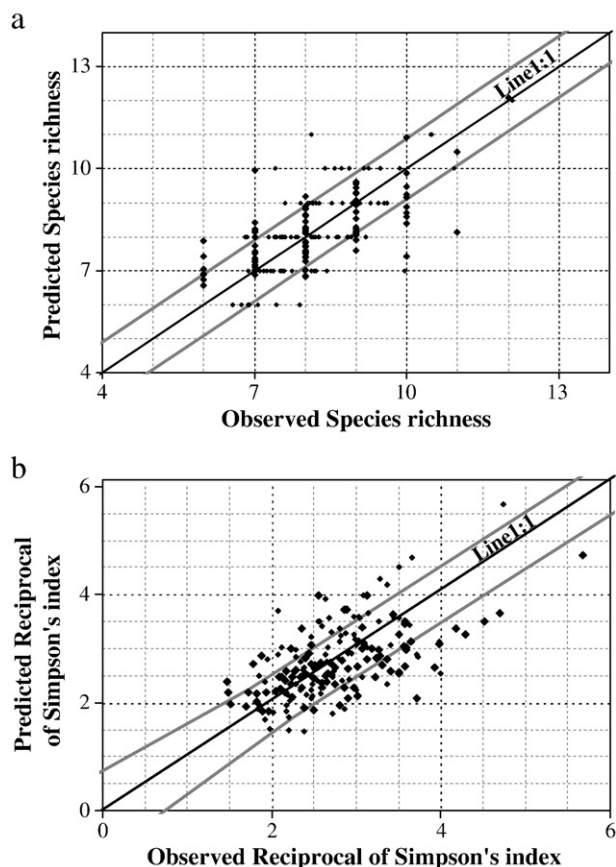 a
Predicted Species richness
13
10
7
4
Line1:1
4 7 10 13
Observed Species richness
b
Predicted Reciprocal
of Simpson's index
6
4
2
0
Line1:1
0 2 4 6
Observed Reciprocal of Simpson's index